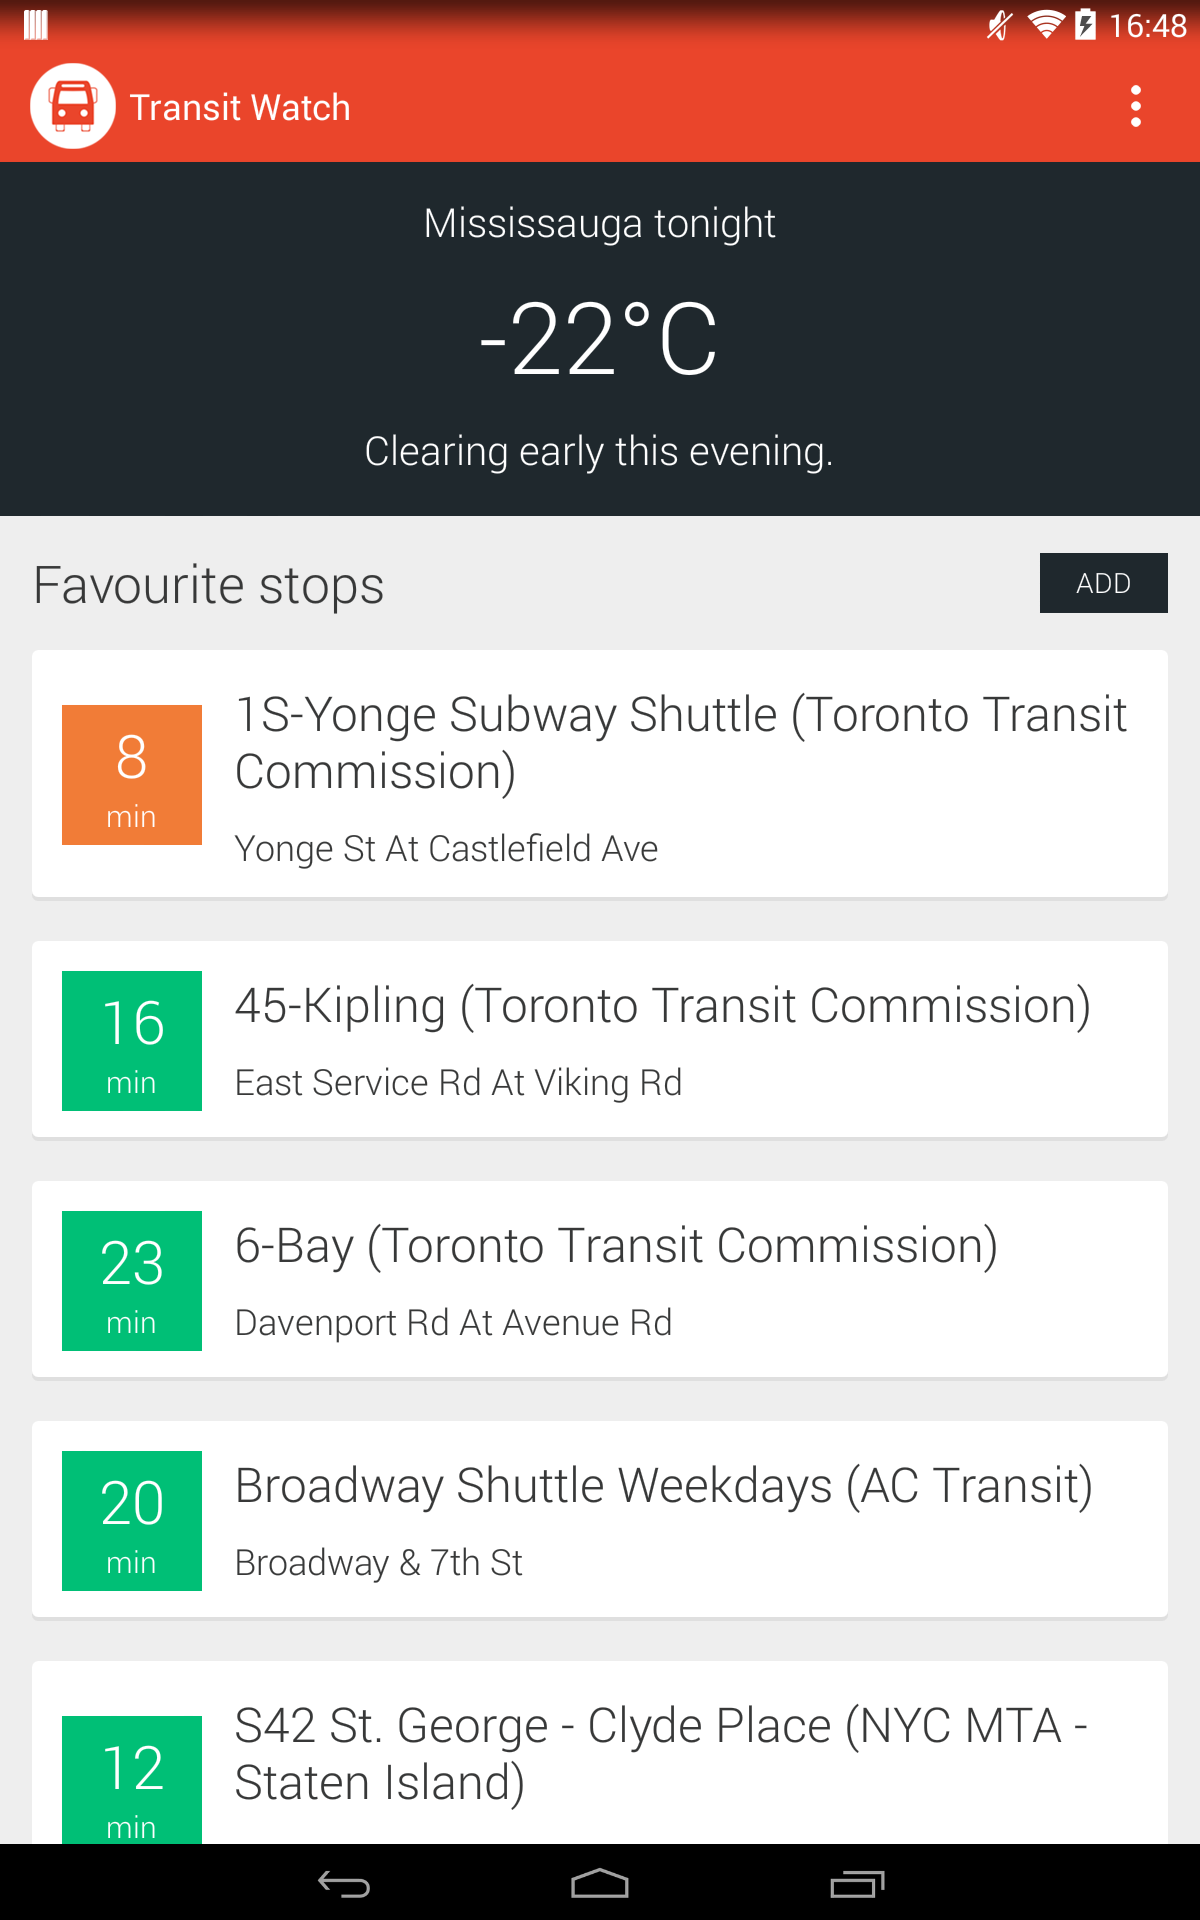 16:48
Transit Watch
Mississauga tonight
-22°C
Clearing early this evening.
Favourite stops
ADD
8
min
1S-Yonge Subway Shuttle (Toronto Transit
Commission)
Yonge St At Castlefield Ave
16
min
45-Kipling (Toronto Transit Commission)
East Service Rd At Viking Rd
23
min
6-Bay (Toronto Transit Commission)
Davenport Rd At Avenue Rd
20
min
Broadway Shuttle Weekdays (AC Transit)
Broadway & 7th St
12
min
S42 St. George - Clyde Place (NYC MTA -
Staten Island)